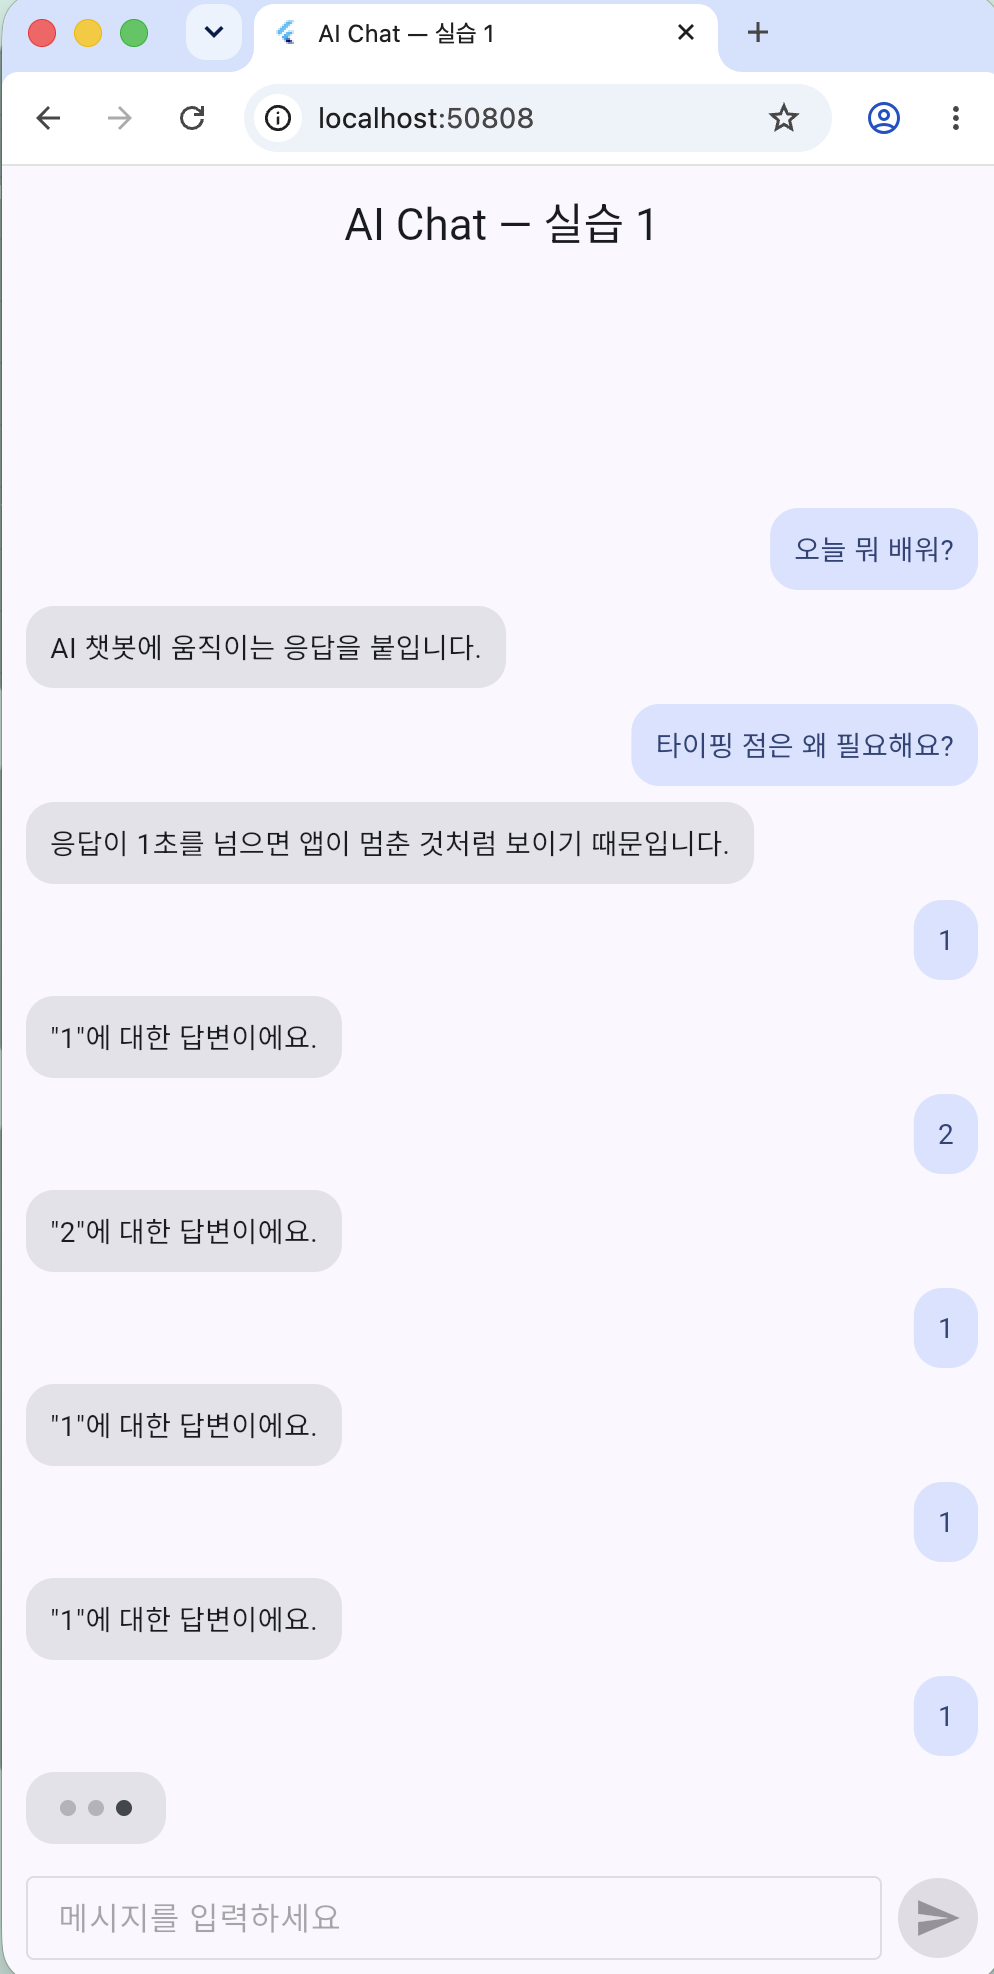 AI Chat — 실습 1
localhost:50808
AI Chat — 실습 1
오늘 뭐 배워?
AI 챗봇에 움직이는 응답을 붙입니다.
타이핑 점은 왜 필요해요?
응답이 1초를 넘으면 앱이 멈춘 것처럼 보이기 때문입니다.
1
"1"에 대한 답변이에요.
2
"2"에 대한 답변이에요.
1
"1"에 대한 답변이에요.
1
"1"에 대한 답변이에요.
1
메시지를 입력하세요